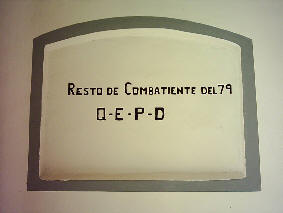 RESTO DE COMBATIENTE DEL 79
Q-E-P-D